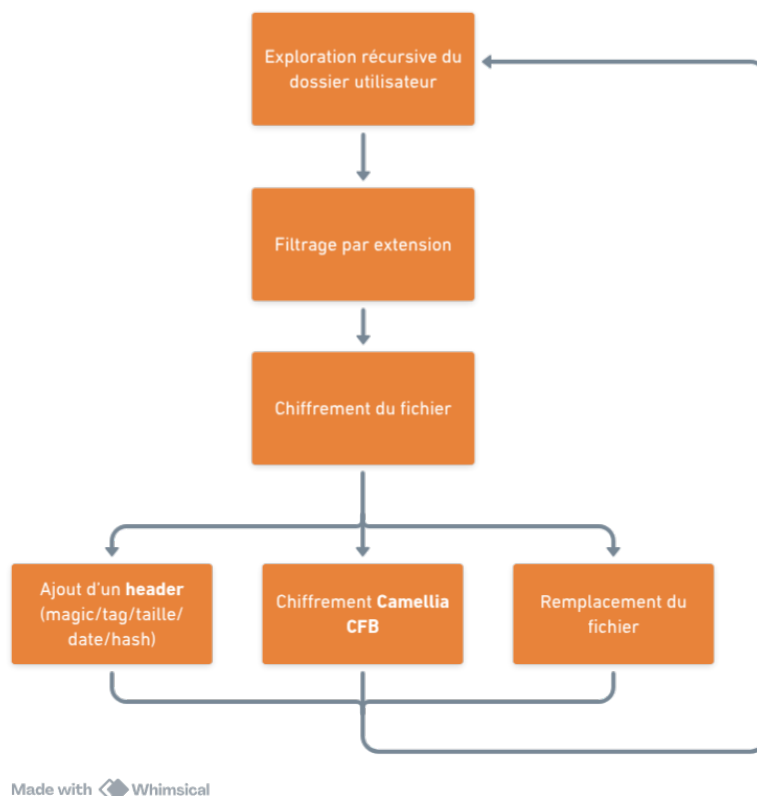 Exploration récursive du
dossier utilisateur
Filtrage par extension
Chiffrement du fichier
Ajout d'un header
(magic/tag/taille/
date/hash)
Chiffrement Camellia
CFB
Remplacement du
fichier
Made with Whimsical